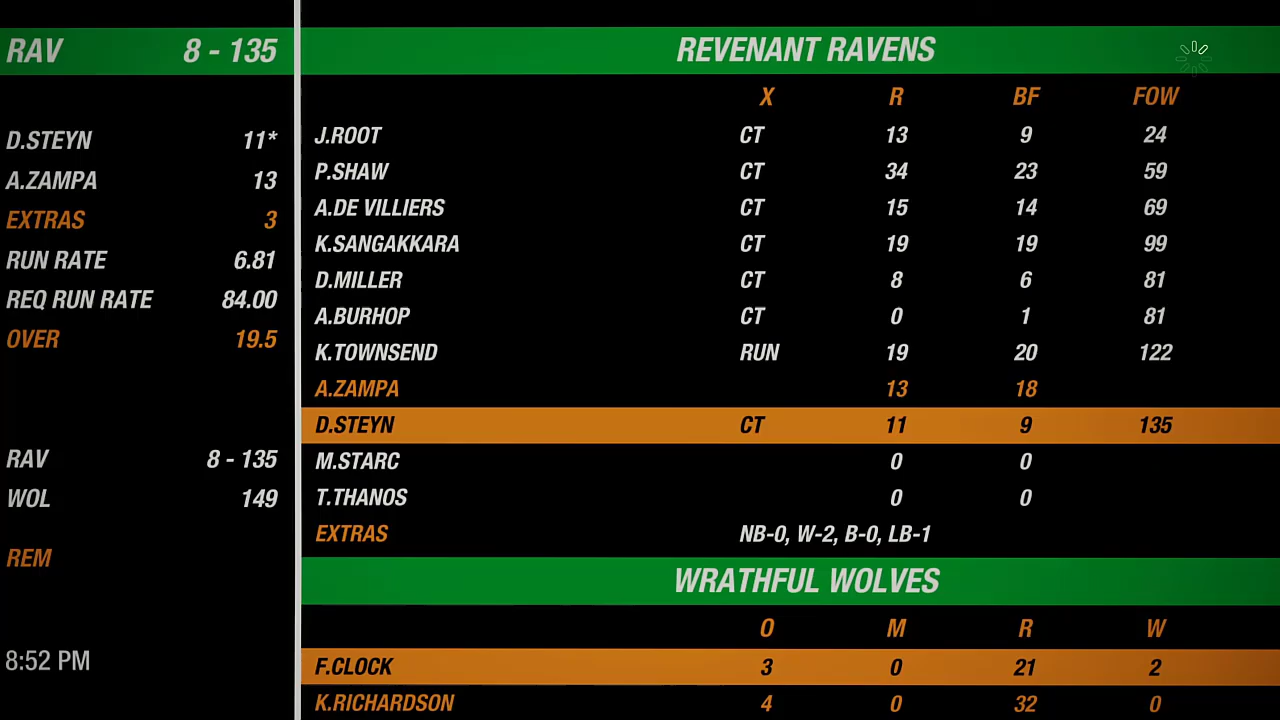 RAV 8 - 135
D.STEYN 11*
A.ZAMPA 13
EXTRAS 3
RUN RATE 6.81
REQ RUN RATE 84.00
OVER 19.5
RAV 8 - 135
WOL 149
REM
8:52 PM
REVENANT RAVENS
X R BF FOW
J.ROOT CT 13 9 24
P.SHAW CT 34 23 59
A.DE VILLIERS CT 15 14 69
K.SANGAKKARA CT 19 19 99
D.MILLER CT 8 6 81
A.BURHOP CT 0 1 81
K.TOWNSEND RUN 19 20 122
A.ZAMPA 13 18
D.STEYN CT 11 9 135
M.STARC 0 0
T.THANOS 0 0
EXTRAS NB-0, W-2, B-0, LB-1
WRATHFUL WOLVES
O M R W
F.CLOCK 3 0 21 2
K.RICHARDSON 4 0 32 0